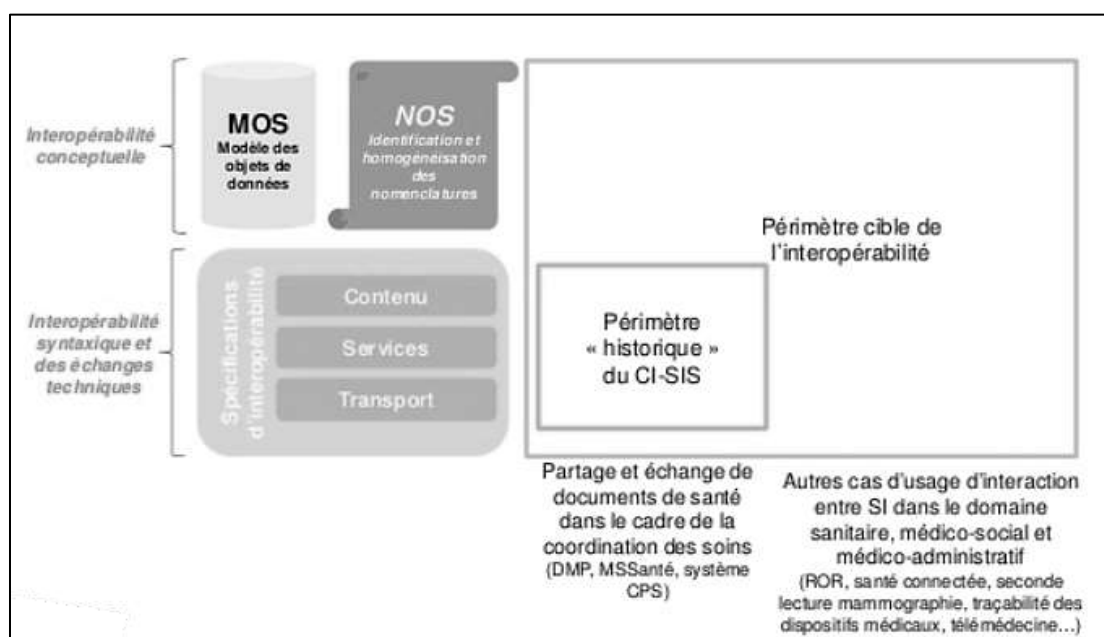 Interopérabilité
conceptuelle
MOS
Modèle des
objets de
données
NOS
Identification et
homogénéisation
des
nomenclatures
Interopérabilité
syntaxique et
des échanges
techniques
Spécifications
d'interopérabilité
Contenu
Services
Transport
Périmètre cible de
l'interopérabilité
Périmètre
« historique »
du CI-SIS
Partage et échange de
documents de santé
dans le cadre de la
coordination des soins
(DMP, MSSanté, système
CPS)
Autres cas d'usage d'interaction
entre SI dans le domaine
sanitaire, médico-social et
médico-administratif
(ROR, santé connectée, seconde
lecture mammographie, traçabilité des
dispositifs médicaux, télémédecine…)